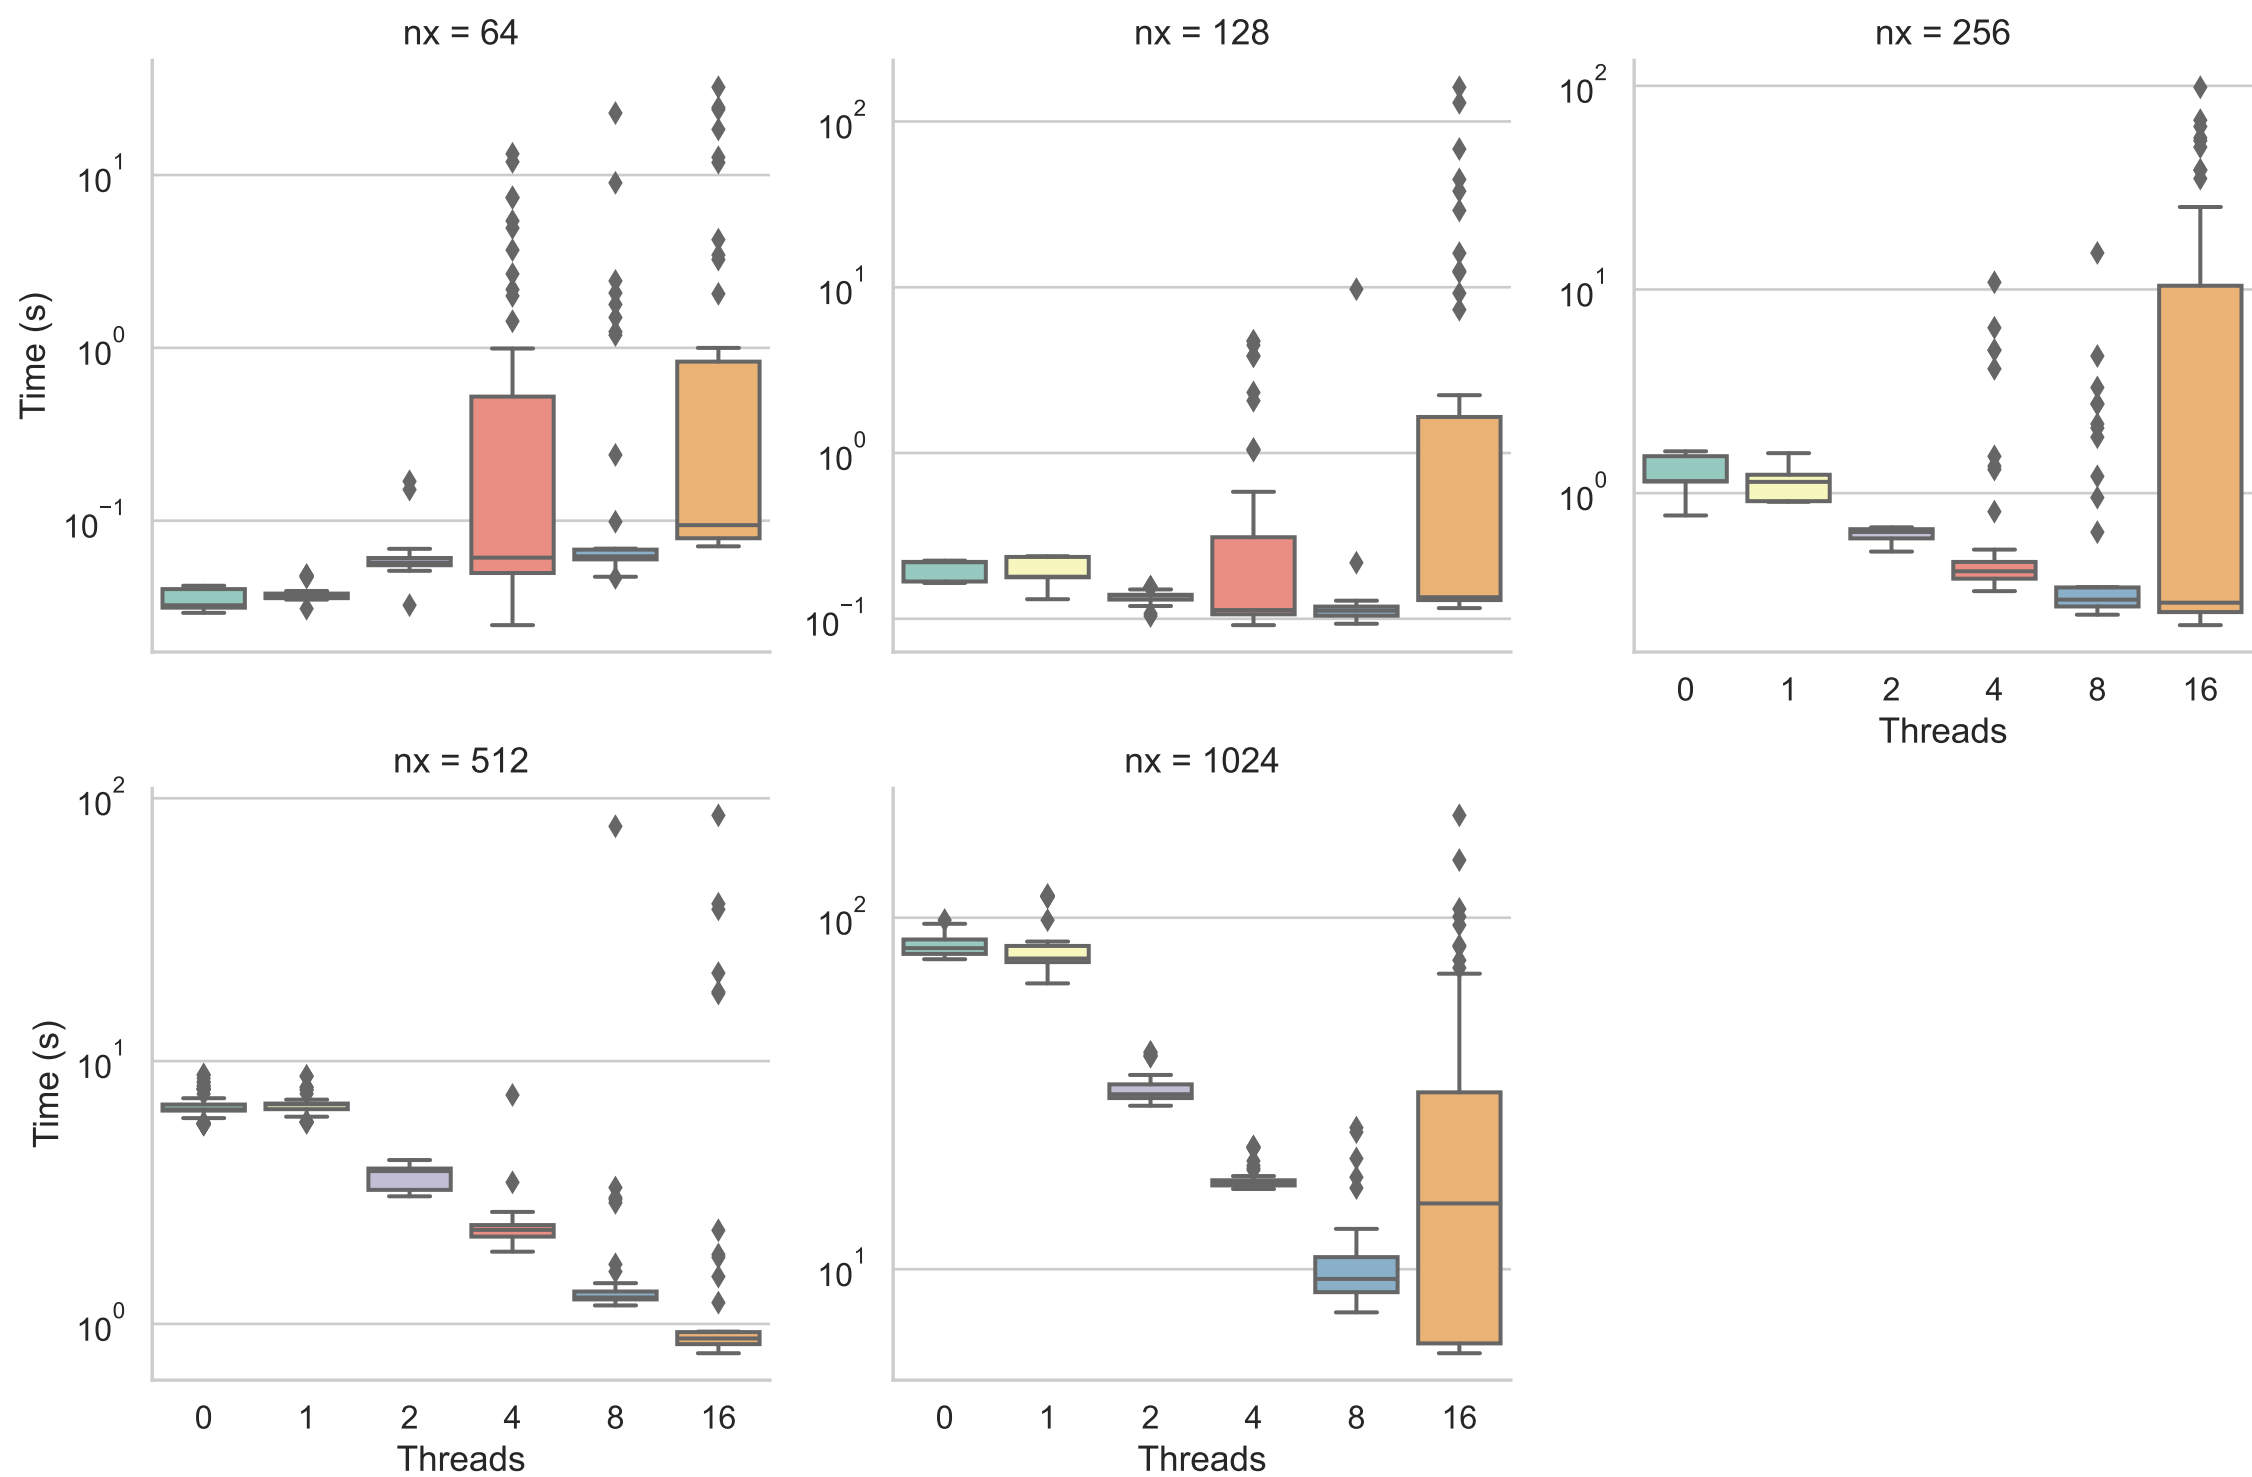 nx = 64
nx = 128
nx = 256
Time (s)
10^1
10^0
10^−1
10^2
10^1
10^0
10^−1
10^2
10^1
10^0
0 1 2 4 8 16
Threads
nx = 512
nx = 1024
Time (s)
10^2
10^1
10^0
10^2
10^1
0 1 2 4 8 16
Threads
0 1 2 4 8 16
Threads